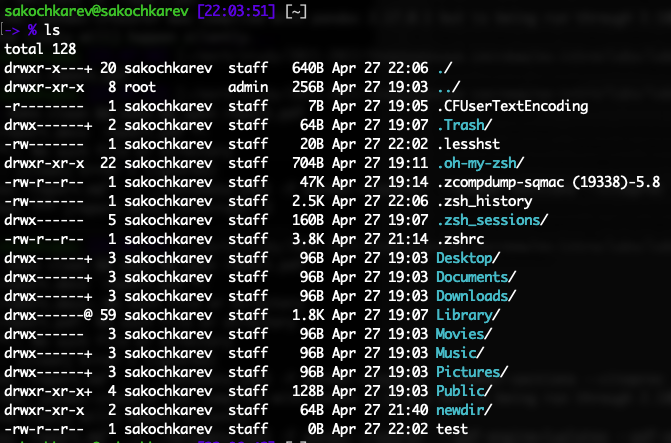 sakochkarev@sakochkarev [22:03:51] [~]
-> % ls
total 128
drwxr-x---+ 20 sakochkarev  staff   640B Apr 27 22:06 ./
drwxr-xr-x   8 root         admin   256B Apr 27 19:03 ../
-r--------   1 sakochkarev  staff     7B Apr 27 19:05 .CFUserTextEncoding
drwx------+  2 sakochkarev  staff    64B Apr 27 19:07 .Trash/
-rw-------   1 sakochkarev  staff    20B Apr 27 22:02 .lesshst
drwxr-xr-x  22 sakochkarev  staff   704B Apr 27 19:11 .oh-my-zsh/
-rw-r--r--   1 sakochkarev  staff    47K Apr 27 19:14 .zcompdump-sqmac (19338)-5.8
-rw-------   1 sakochkarev  staff   2.5K Apr 27 22:06 .zsh_history
drwx------   5 sakochkarev  staff   160B Apr 27 19:07 .zsh_sessions/
-rw-r--r--   1 sakochkarev  staff   3.8K Apr 27 21:14 .zshrc
drwx------+  3 sakochkarev  staff    96B Apr 27 19:03 Desktop/
drwx------+  3 sakochkarev  staff    96B Apr 27 19:03 Documents/
drwx------+  3 sakochkarev  staff    96B Apr 27 19:03 Downloads/
drwx------@ 59 sakochkarev  staff   1.8K Apr 27 19:07 Library/
drwx------   3 sakochkarev  staff    96B Apr 27 19:03 Movies/
drwx------+  3 sakochkarev  staff    96B Apr 27 19:03 Music/
drwx------+  3 sakochkarev  staff    96B Apr 27 19:03 Pictures/
drwxr-xr-x+  4 sakochkarev  staff   128B Apr 27 19:03 Public/
drwxr-xr-x   2 sakochkarev  staff    64B Apr 27 21:40 newdir/
-rw-r--r--   1 sakochkarev  staff     0B Apr 27 22:02 test